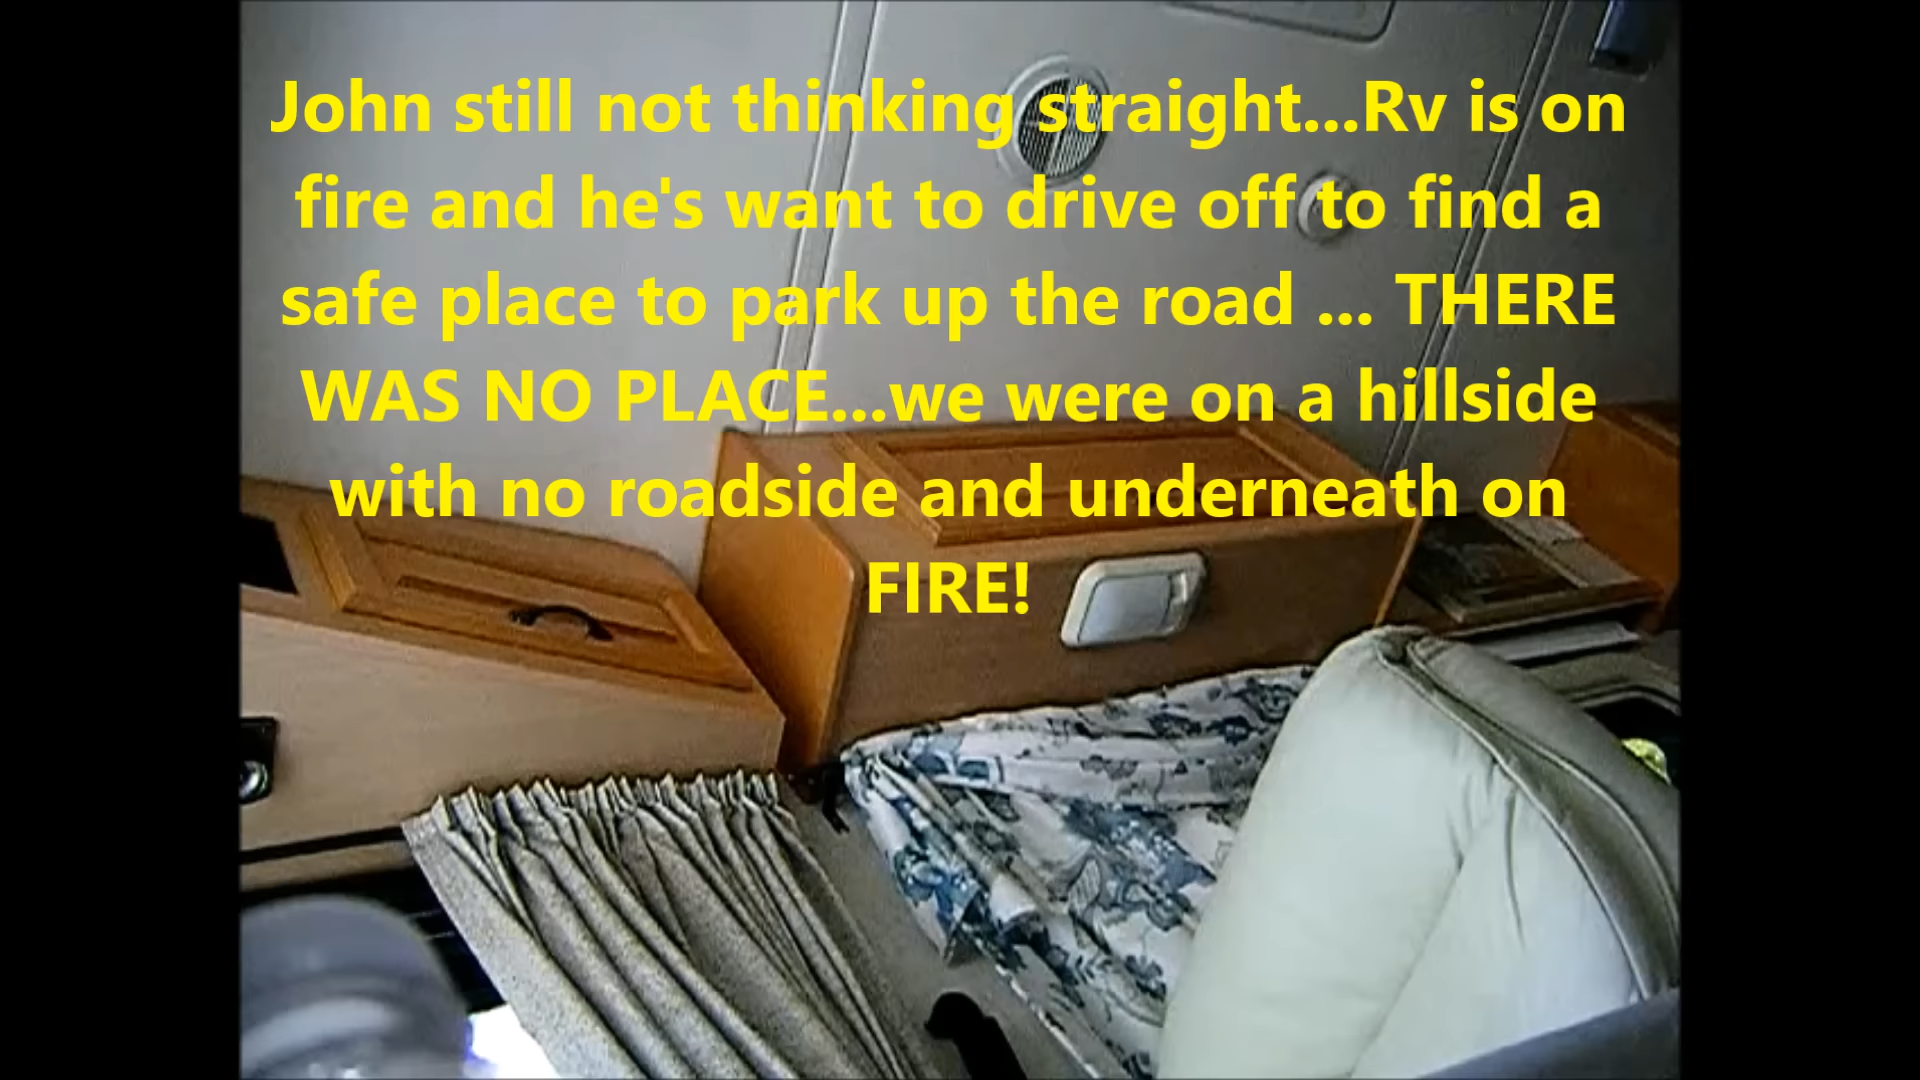 John still not thinking straight...Rv is on
fire and he's want to drive off to find a
safe place to park up the road ... THERE
WAS NO PLACE...we were on a hillside
with no roadside and underneath on
FIRE!